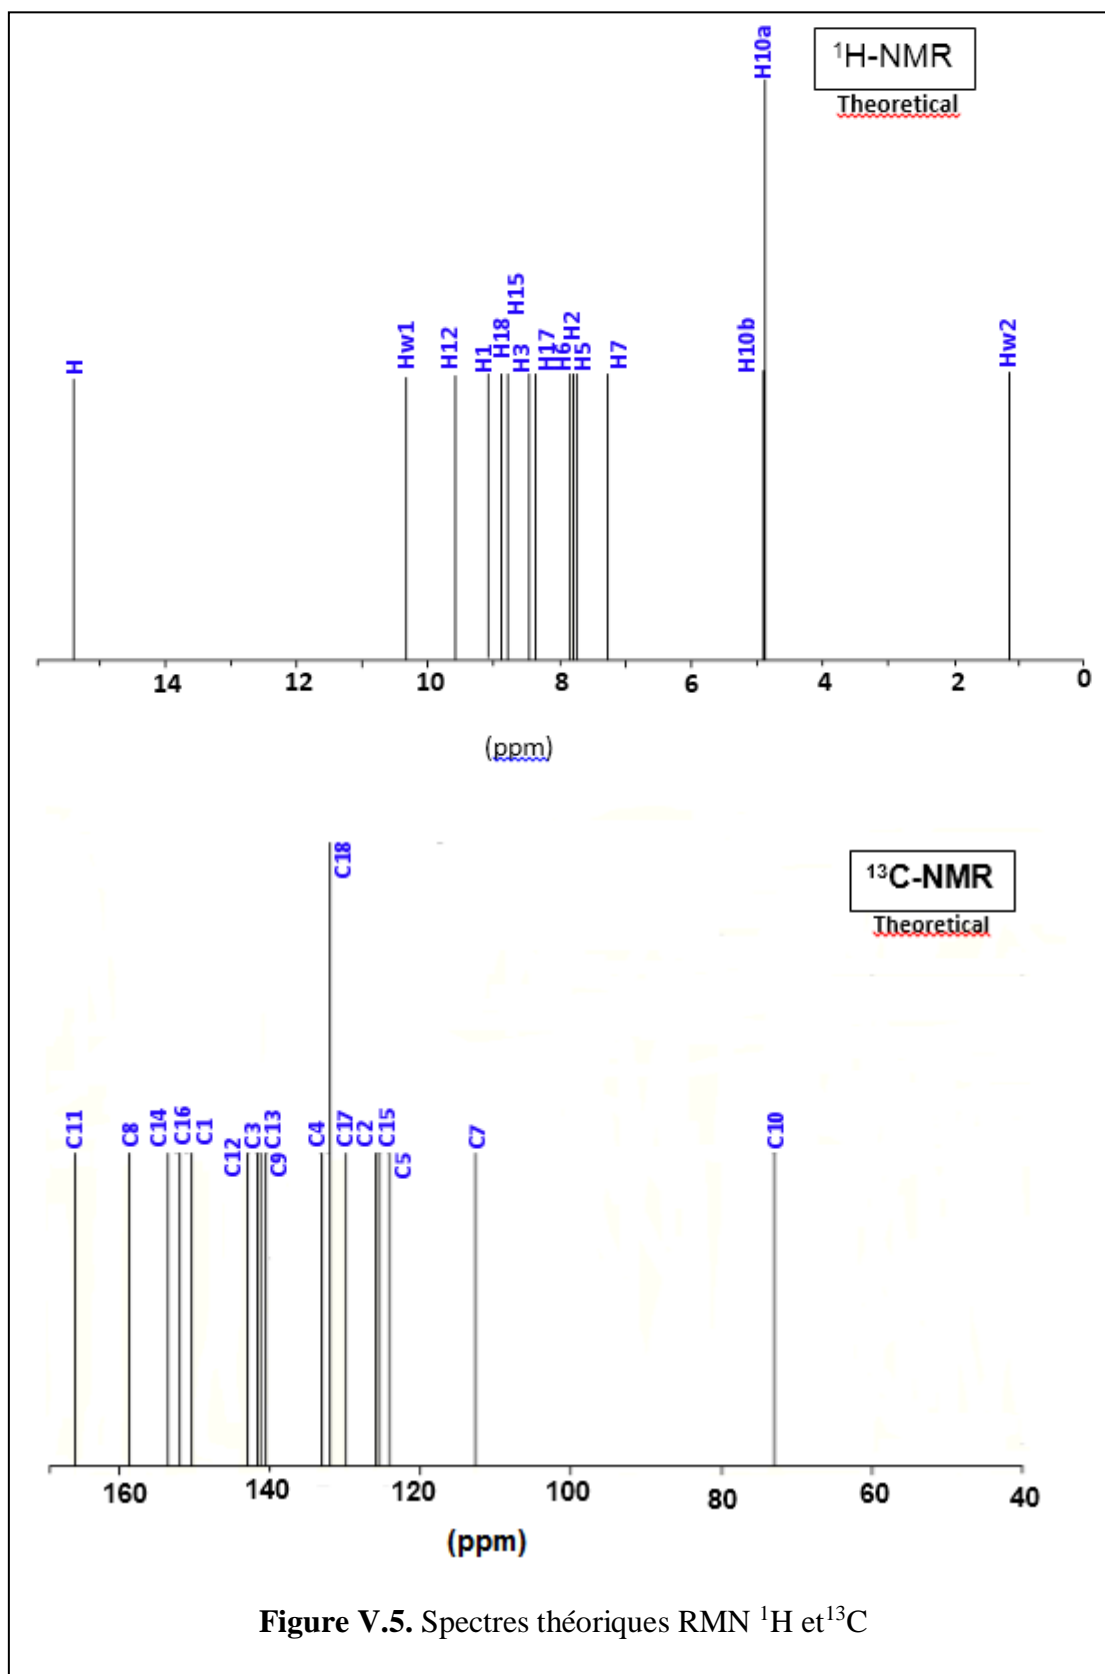 ¹H-NMR
Theoretical
H
Hw1
H12
H1
H18
H15
H3
H17
H6
H2
H5
H7
H10b
H10a
Hw2
14 12 10 8 6 4 2 0
(ppm)
¹³C-NMR
Theoretical
C11
C8
C14
C16
C1
C12
C3
C9
C13
C4
C18
C17
C2
C15
C5
C7
C10
160 140 120 100 80 60 40
(ppm)
Figure V.5. Spectres théoriques RMN ¹H et¹³C